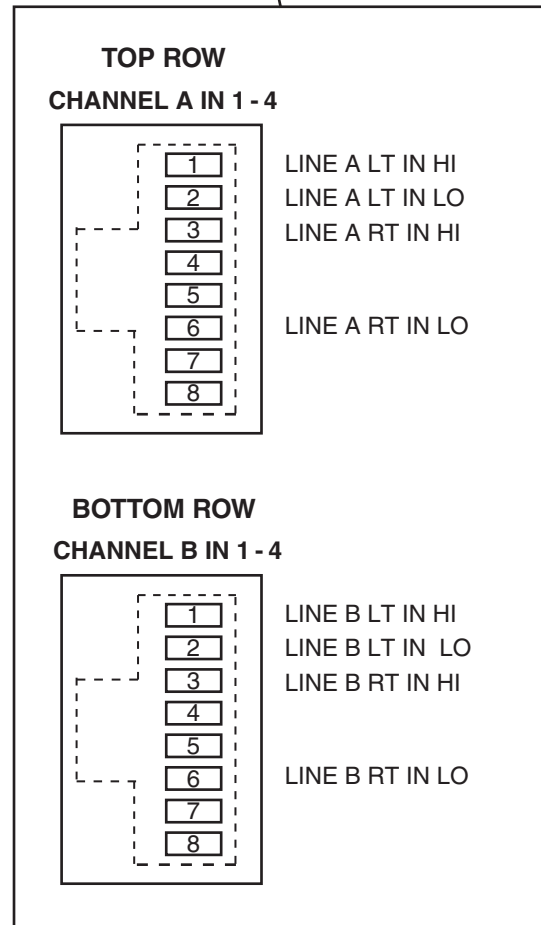 TOP ROW
CHANNEL A IN 1 - 4
1 LINE A LT IN HI
2 LINE A LT IN LO
3 LINE A RT IN HI
4
5
6 LINE A RT IN LO
7
8
BOTTOM ROW
CHANNEL B IN 1 - 4
1 LINE B LT IN HI
2 LINE B LT IN LO
3 LINE B RT IN HI
4
5
6 LINE B RT IN LO
7
8